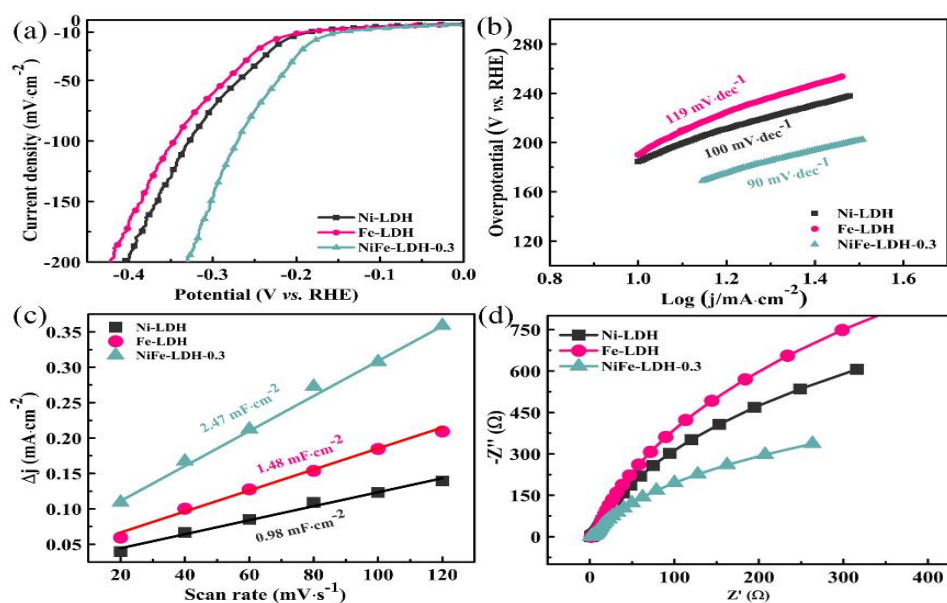 (a)
-10
-50
-100
-150
-200
Current density (mV·cm⁻²)
-0.4
-0.3
-0.2
-0.1
0.0
Potential (V vs. RHE)
Ni-LDH
Fe-LDH
NiFe-LDH-0.3
(b)
300
240
180
120
Overpotential (V vs. RHE)
1.0
1.2
1.4
1.6
Log (j/mA·cm⁻²)
119 mV·dec⁻¹
100 mV·dec⁻¹
90 mV·dec⁻¹
Ni-LDH
Fe-LDH
NiFe-LDH-0.3
(c)
0.35
0.30
0.25
0.20
0.15
0.10
0.05
Δj (mA·cm⁻²)
20
40
60
80
100
120
Scan rate (mV·s⁻¹)
Ni-LDH
Fe-LDH
NiFe-LDH-0.3
2.47 mF·cm⁻²
1.48 mF·cm⁻²
0.98 mF·cm⁻²
(d)
750
600
450
300
150
0
-Z'' (Ω)
0
100
200
300
400
Z' (Ω)
Ni-LDH
Fe-LDH
NiFe-LDH-0.3